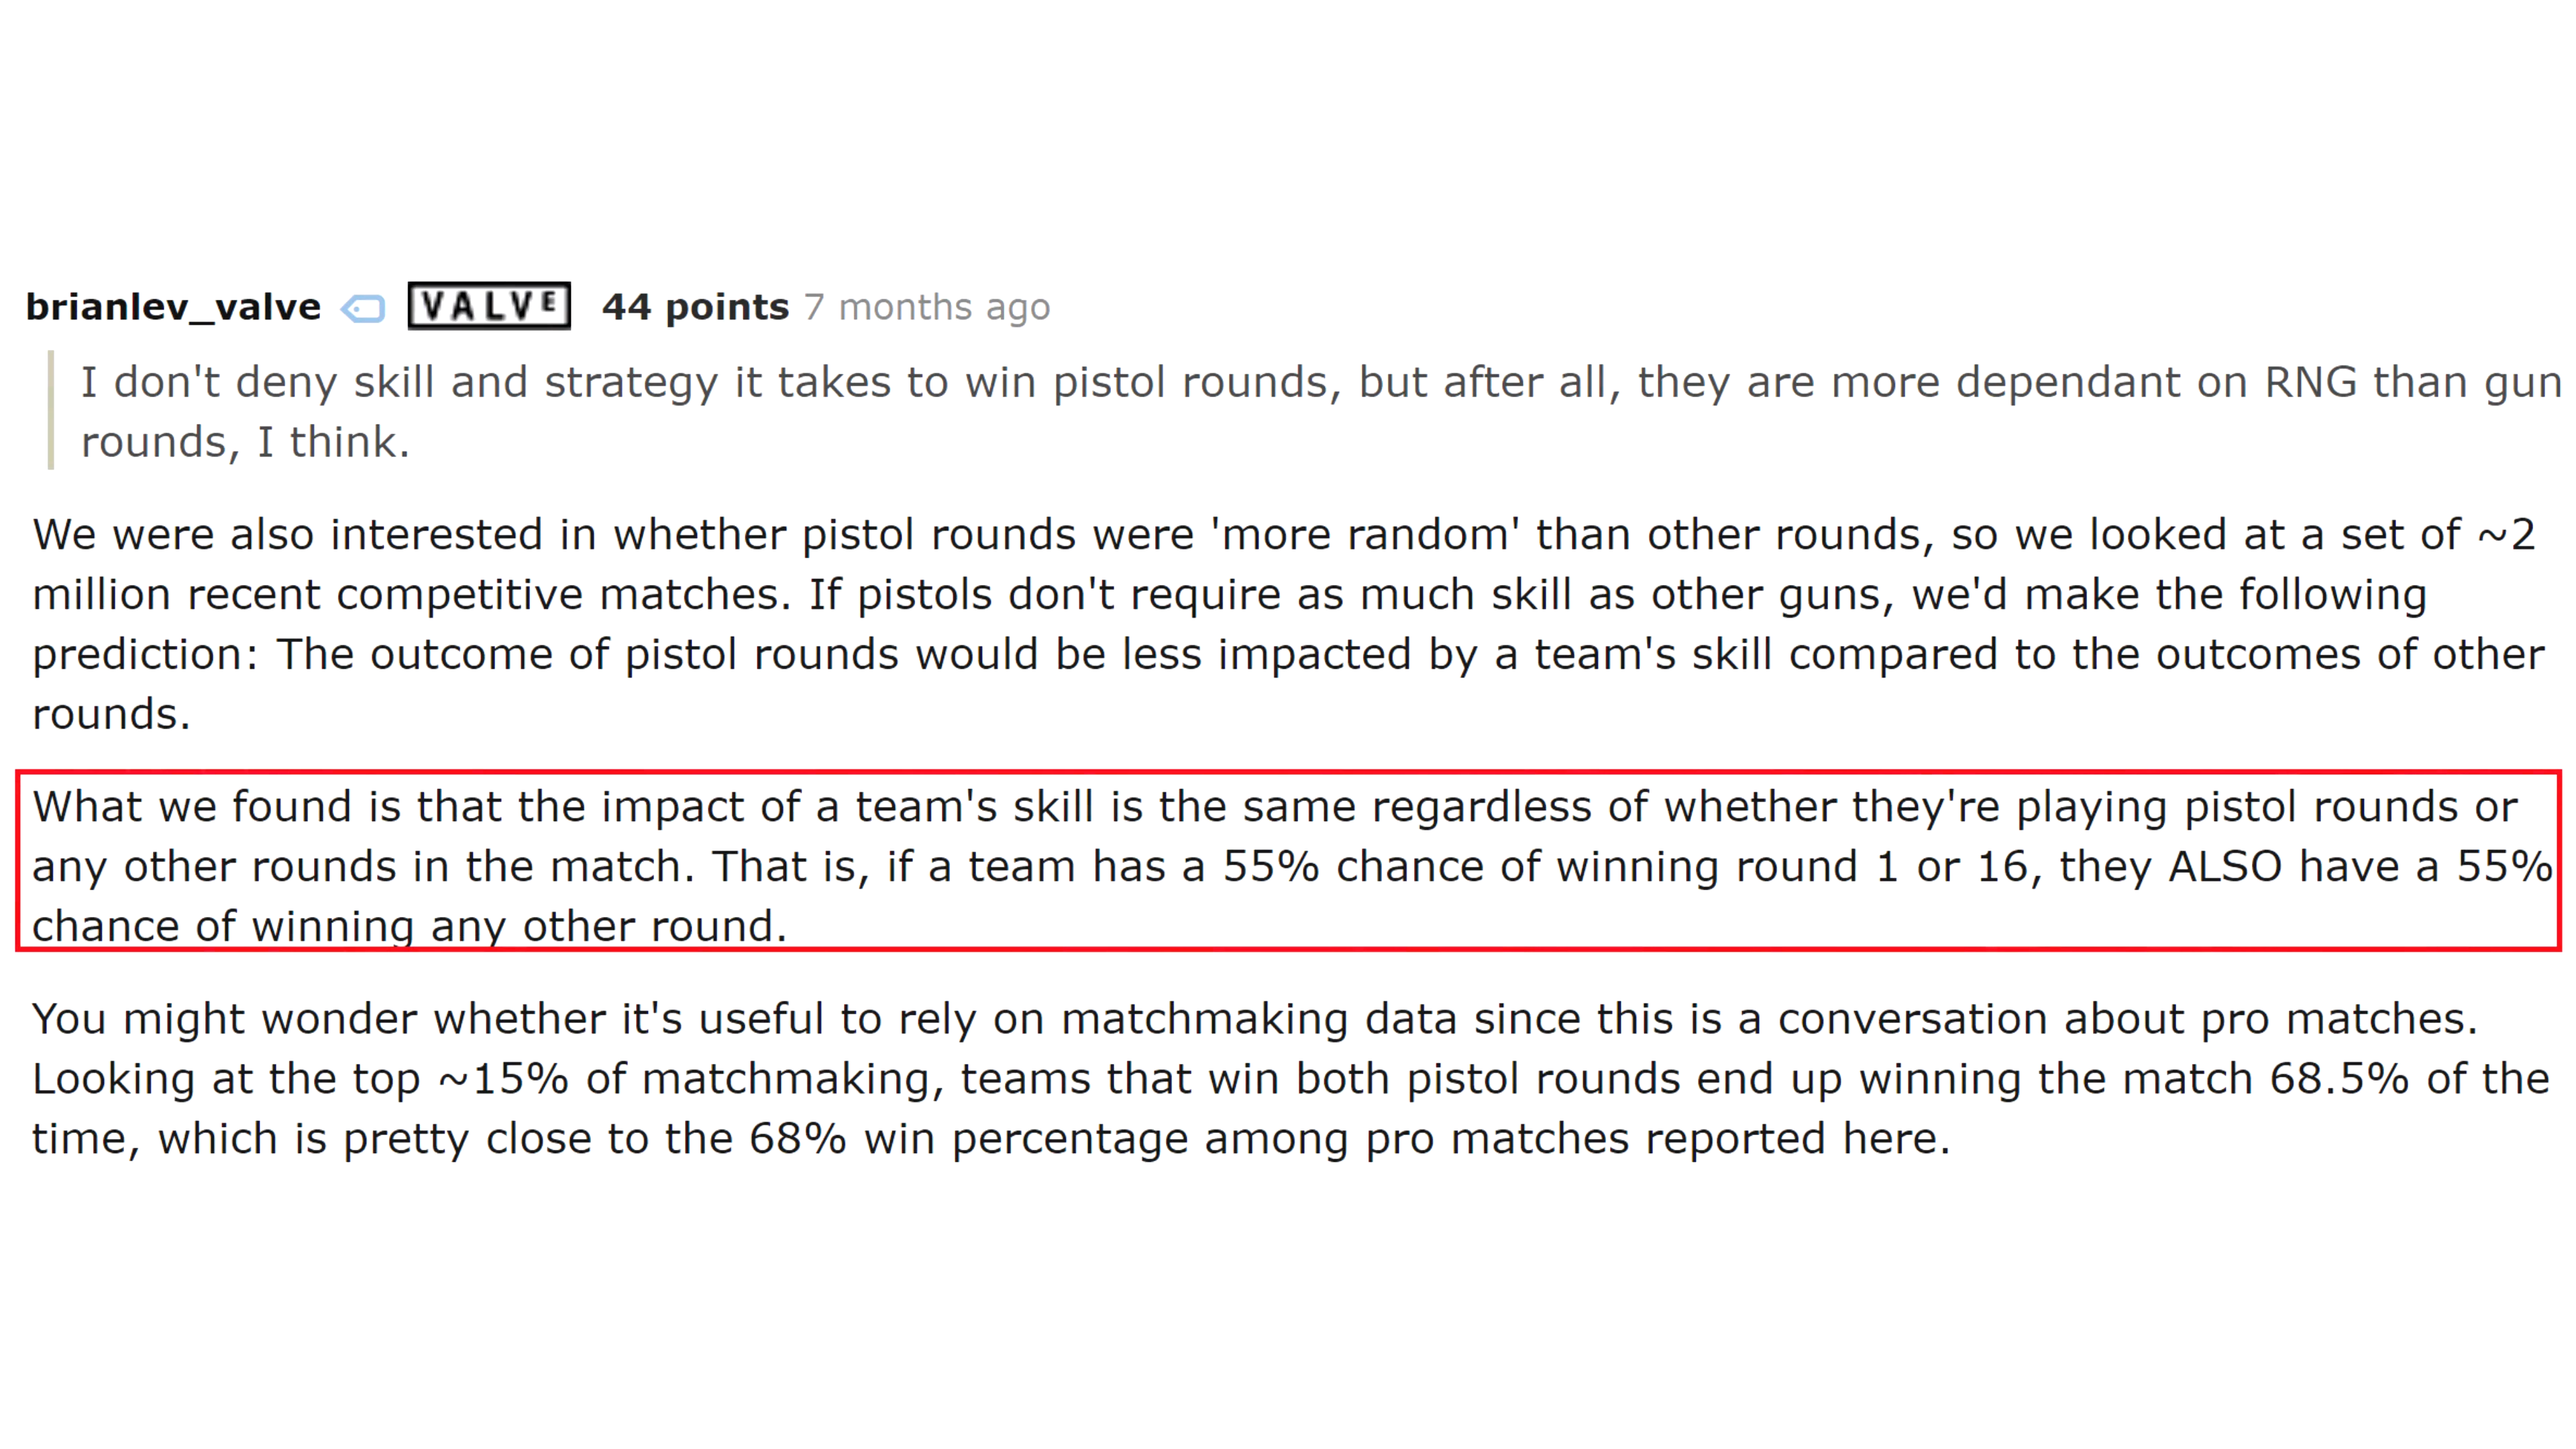 brianlev_valve VALVE 44 points 7 months ago
I don't deny skill and strategy it takes to win pistol rounds, but after all, they are more dependant on RNG than gun
rounds, I think.
We were also interested in whether pistol rounds were 'more random' than other rounds, so we looked at a set of ~2
million recent competitive matches. If pistols don't require as much skill as other guns, we'd make the following
prediction: The outcome of pistol rounds would be less impacted by a team's skill compared to the outcomes of other
rounds.
What we found is that the impact of a team's skill is the same regardless of whether they're playing pistol rounds or
any other rounds in the match. That is, if a team has a 55% chance of winning round 1 or 16, they ALSO have a 55%
chance of winning any other round.
You might wonder whether it's useful to rely on matchmaking data since this is a conversation about pro matches.
Looking at the top ~15% of matchmaking, teams that win both pistol rounds end up winning the match 68.5% of the
time, which is pretty close to the 68% win percentage among pro matches reported here.